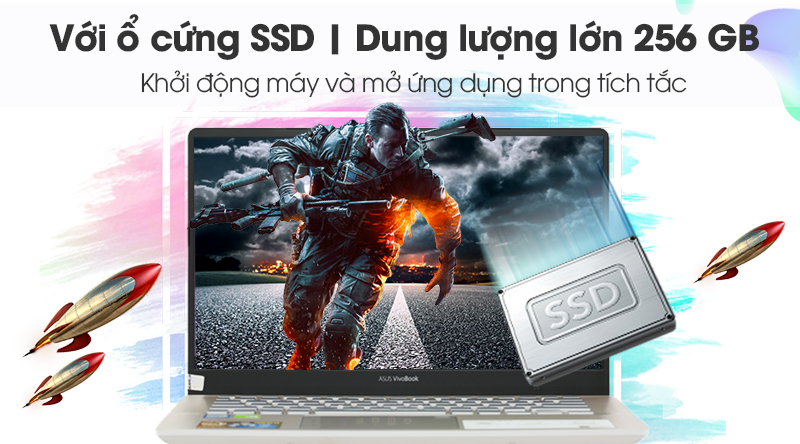 Với ổ cứng SSD | Dung lượng lớn 256 GB
Khởi động máy và mở ứng dụng trong tích tắc
SSD
ASUS VivoBook